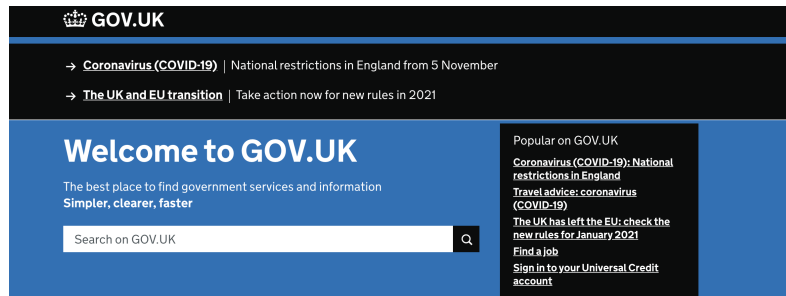 GOV.UK
→ Coronavirus (COVID-19) | National restrictions in England from 5 November
→ The UK and EU transition | Take action now for new rules in 2021
Welcome to GOV.UK
The best place to find government services and information
Simpler, clearer, faster
Search on GOV.UK
Popular on GOV.UK
Coronavirus (COVID-19): National
restrictions in England
Travel advice: coronavirus
(COVID-19)
The UK has left the EU: check the
new rules for January 2021
Find a job
Sign in to your Universal Credit
account